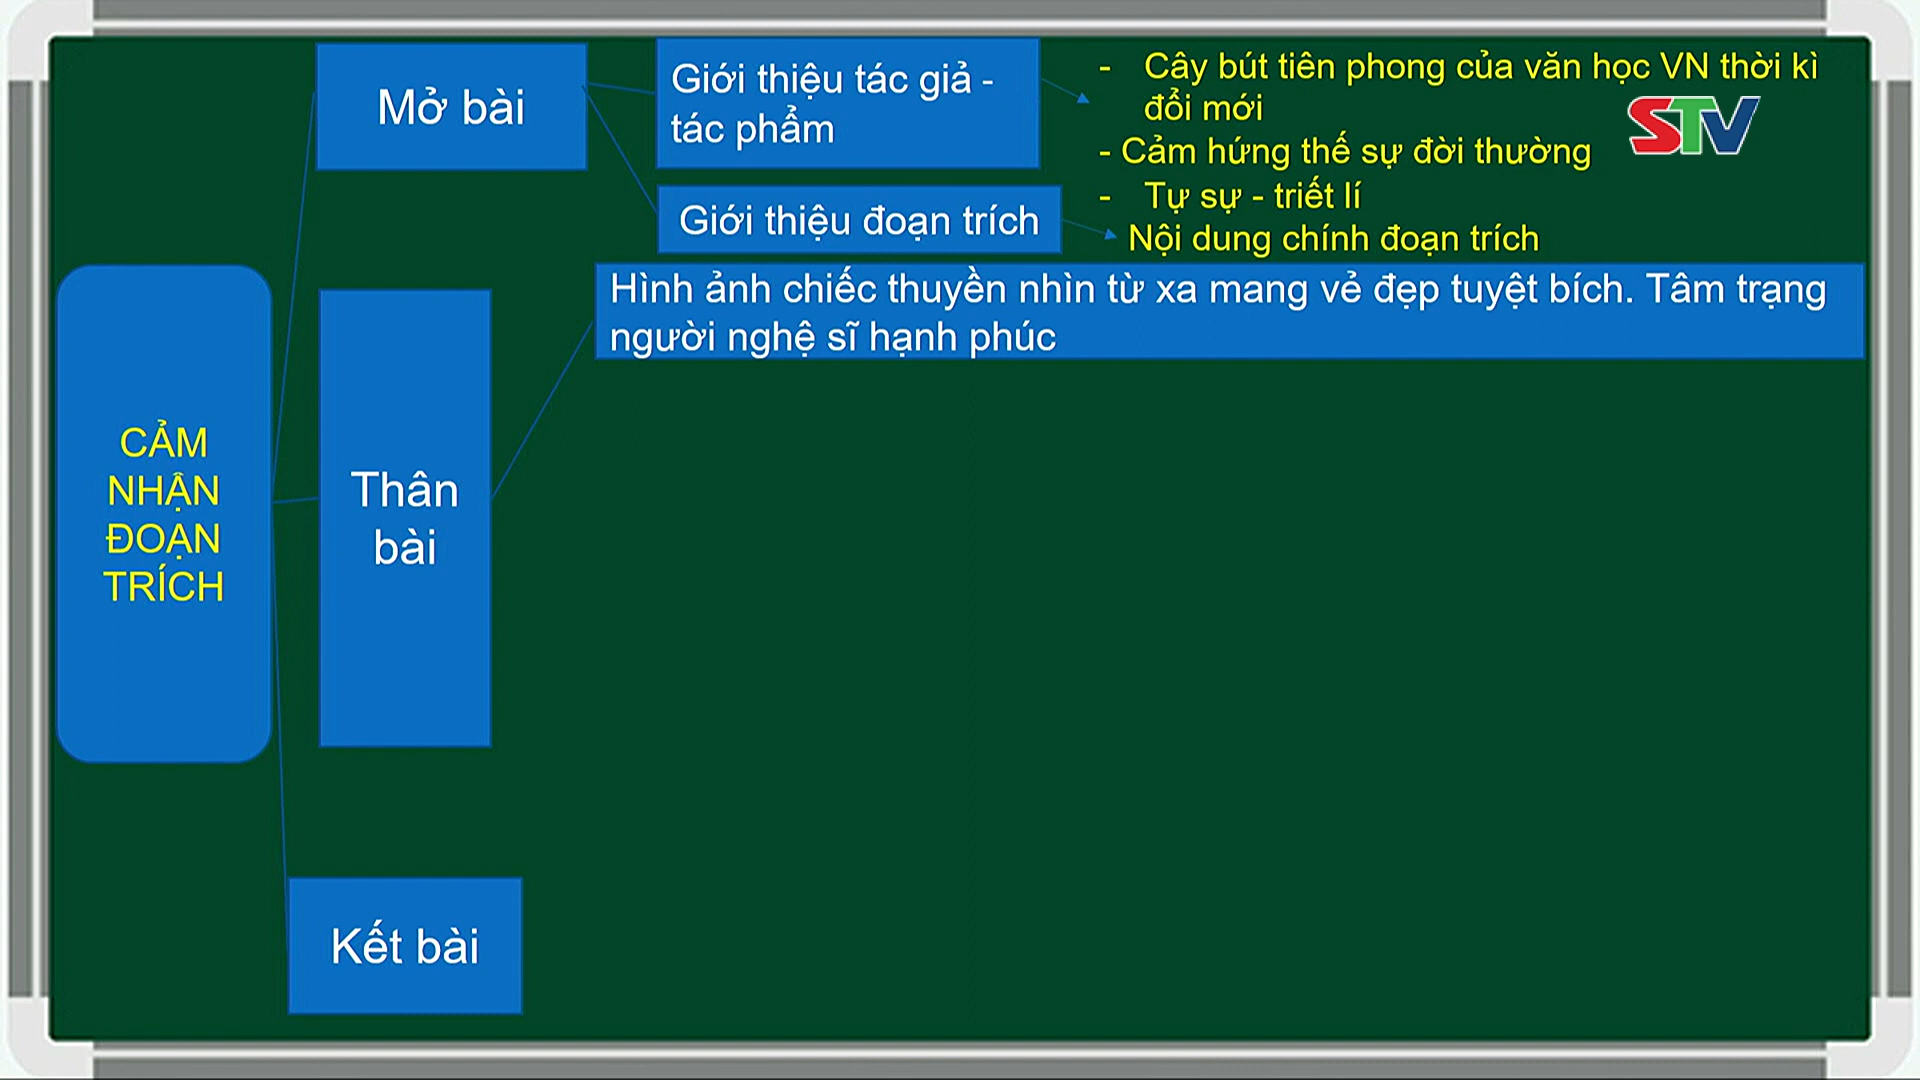 Mở bài
Giới thiệu tác giả -
tác phẩm
- Cây bút tiên phong của văn học VN thời kì
đổi mới
- Cảm hứng thế sự đời thường
- Tự sự - triết lí
STV
Giới thiệu đoạn trích
Nội dung chính đoạn trích
CẢM
NHẬN
ĐOẠN
TRÍCH
Thân
bài
Hình ảnh chiếc thuyền nhìn từ xa mang vẻ đẹp tuyệt bích. Tâm trạng
người nghệ sĩ hạnh phúc
Kết bài